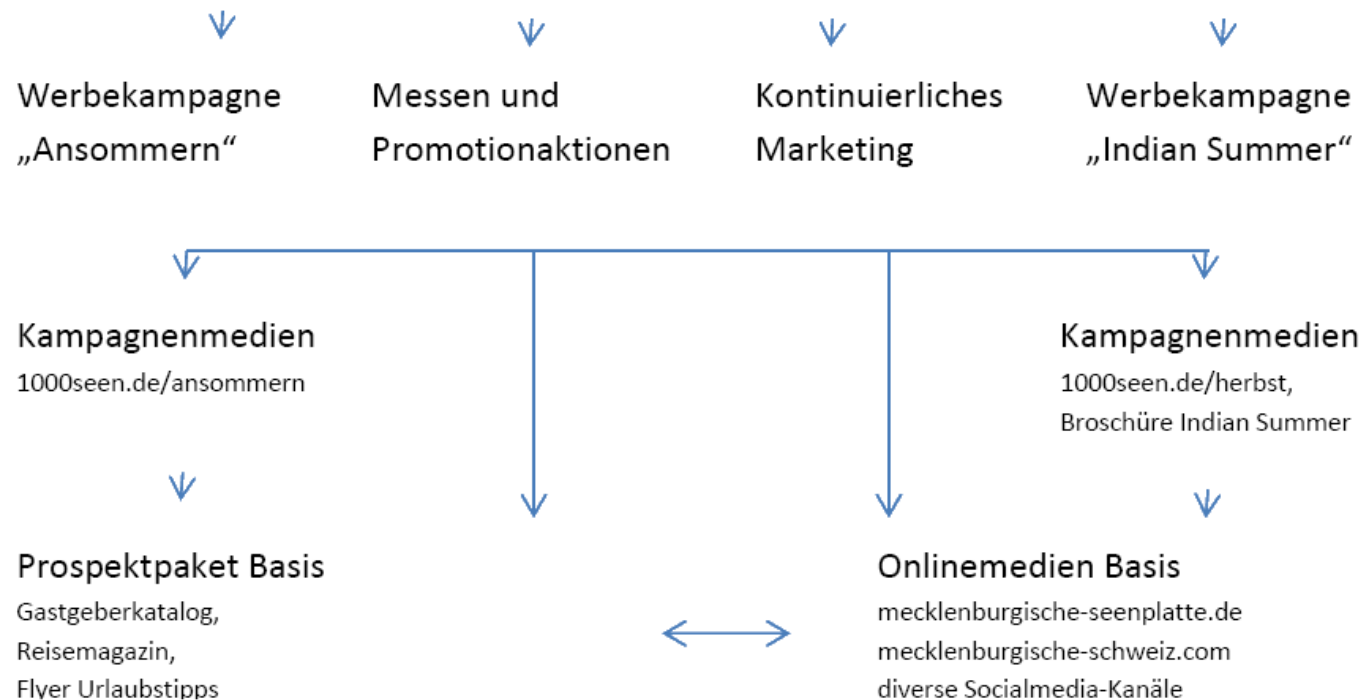 Werbekampagne
„Ansommern“
Messen und
Promotionaktionen
Kontinuierliches
Marketing
Werbekampagne
„Indian Summer“
Kampagnenmedien
1000seen.de/ansommern
Kampagnenmedien
1000seen.de/herbst,
Broschüre Indian Summer
Prospektpaket Basis
Gastgeberkatalog,
Reisemagazin,
Flyer Urlaubstipps
Onlinemedien Basis
mecklenburgische-seenplatte.de
mecklenburgische-schweiz.com
diverse Socialmedia-Kanäle